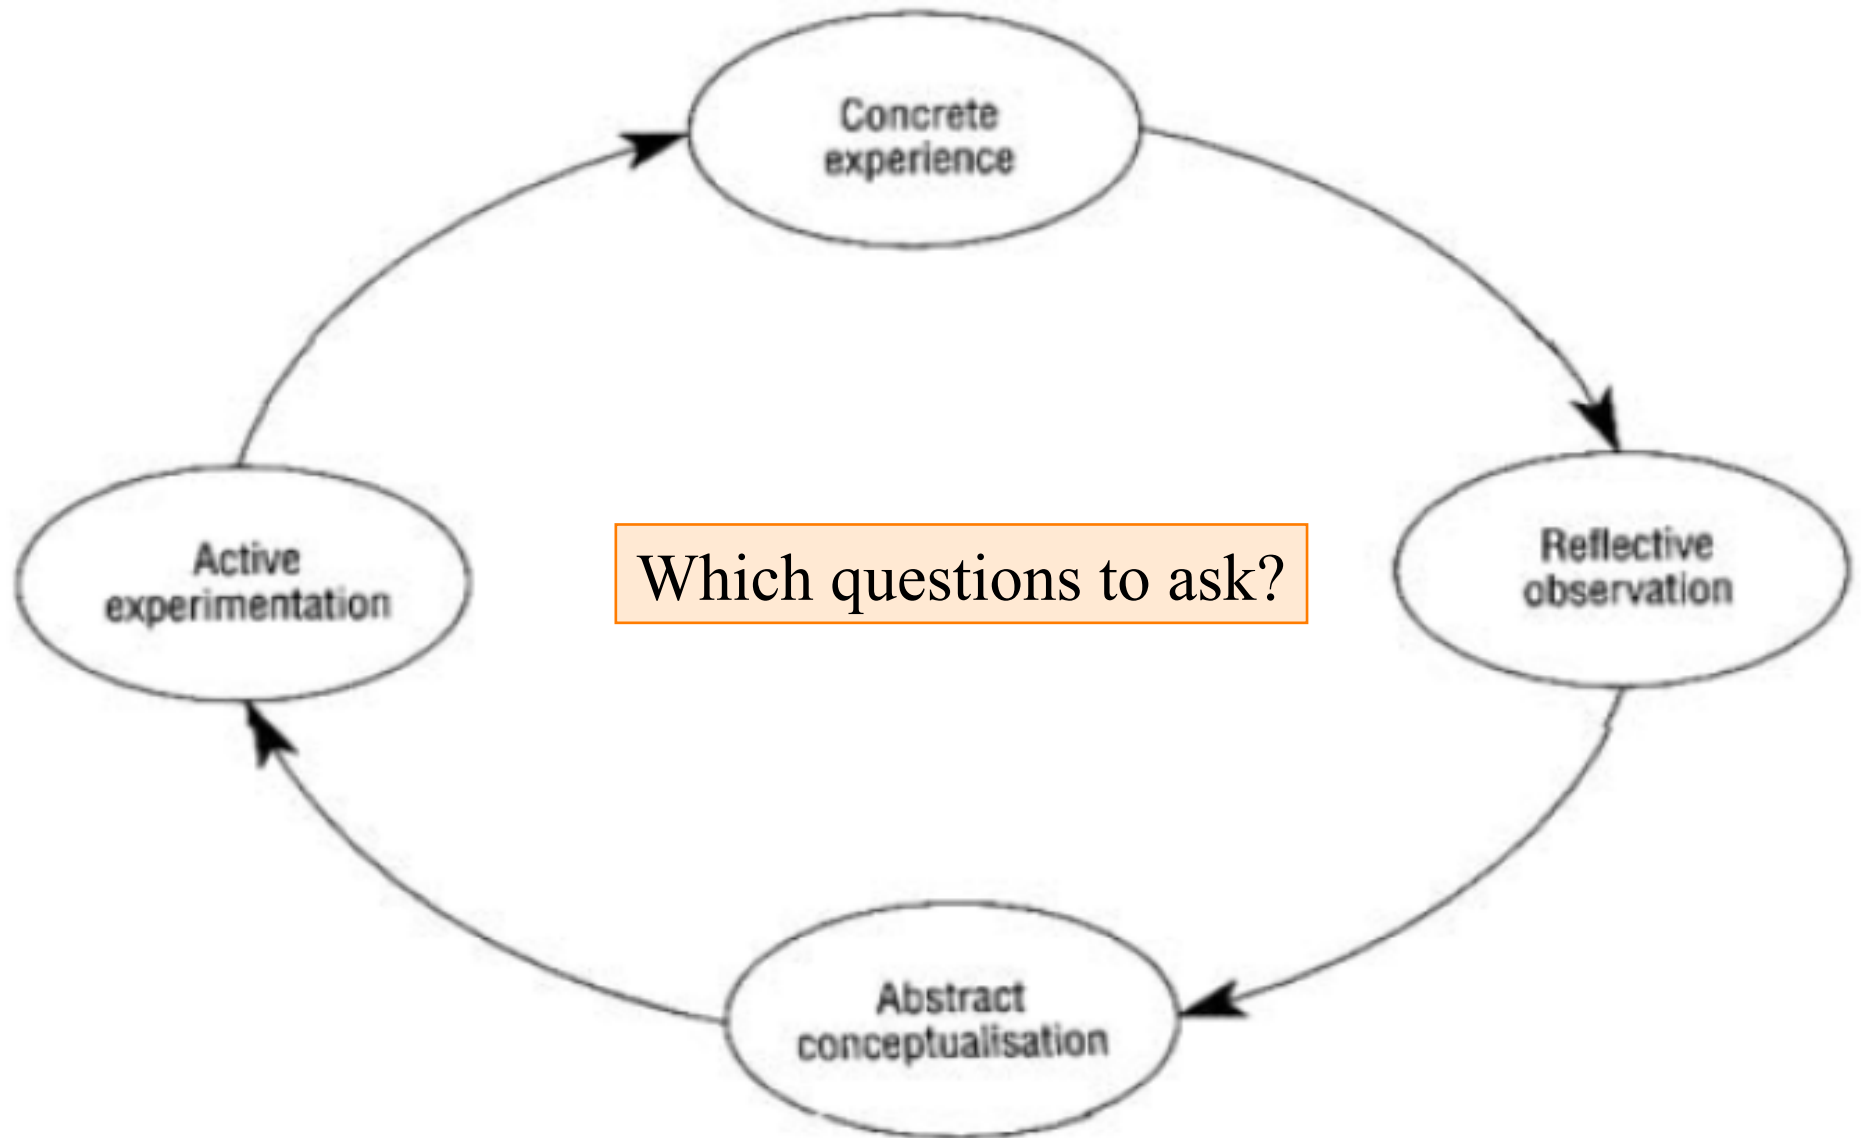 Concrete
experience
Active
experimentation
Which questions to ask?
Reflective
observation
Abstract
conceptualisation